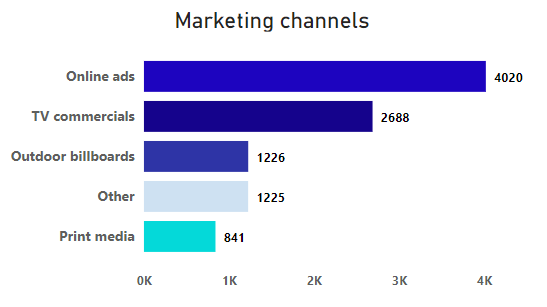 Marketing channels
Online ads 4020
TV commercials 2688
Outdoor billboards 1226
Other 1225
Print media 841
0K 1K 2K 3K 4K